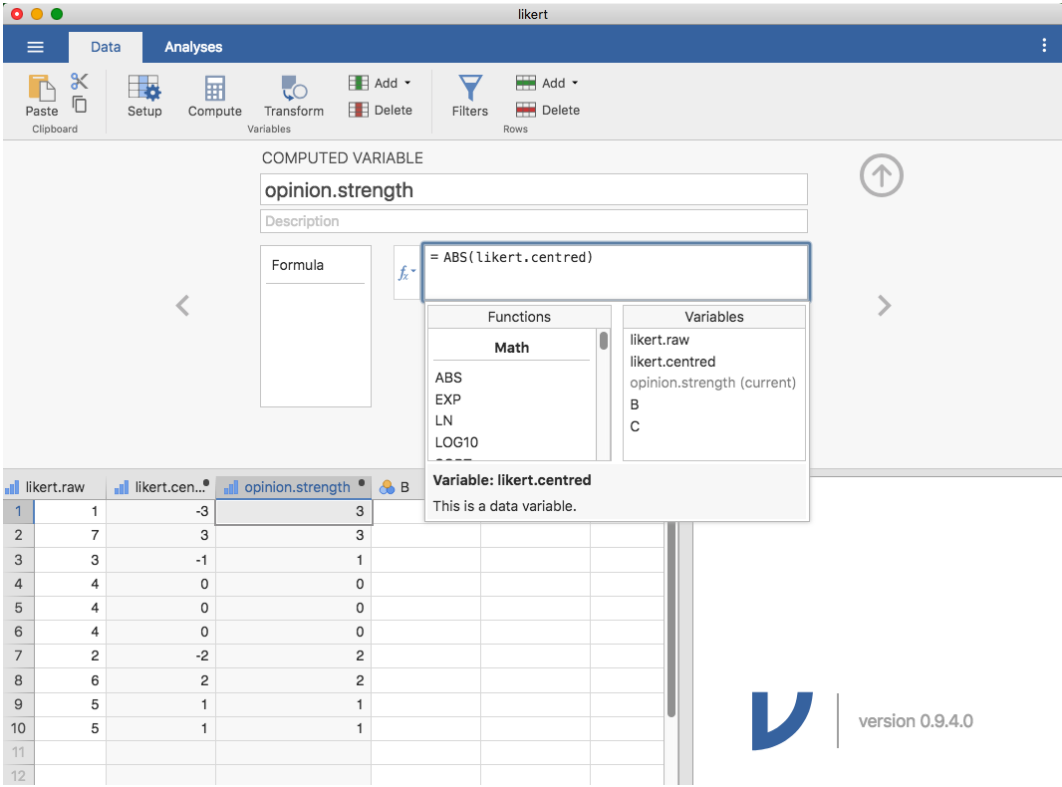 likert
Data Analyses
Paste Setup Compute Transform Add Delete Filters Add Delete
Clipboard Variables Rows
COMPUTED VARIABLE
opinion.strength
Description
Formula
fx
= ABS(likert.centred)
Functions
Math
ABS
EXP
LN
LOG10
Variables
likert.raw
likert.centred
opinion.strength (current)
B
C
Variable: likert.centred
This is a data variable.
likert.raw likert.cen... opinion.strength B
1 1 -3 3
2 7 3 3
3 3 -1 1
4 4 0 0
5 4 0 0
6 4 0 0
7 2 -2 2
8 6 2 2
9 5 1 1
10 5 1 1
11
12
version 0.9.4.0